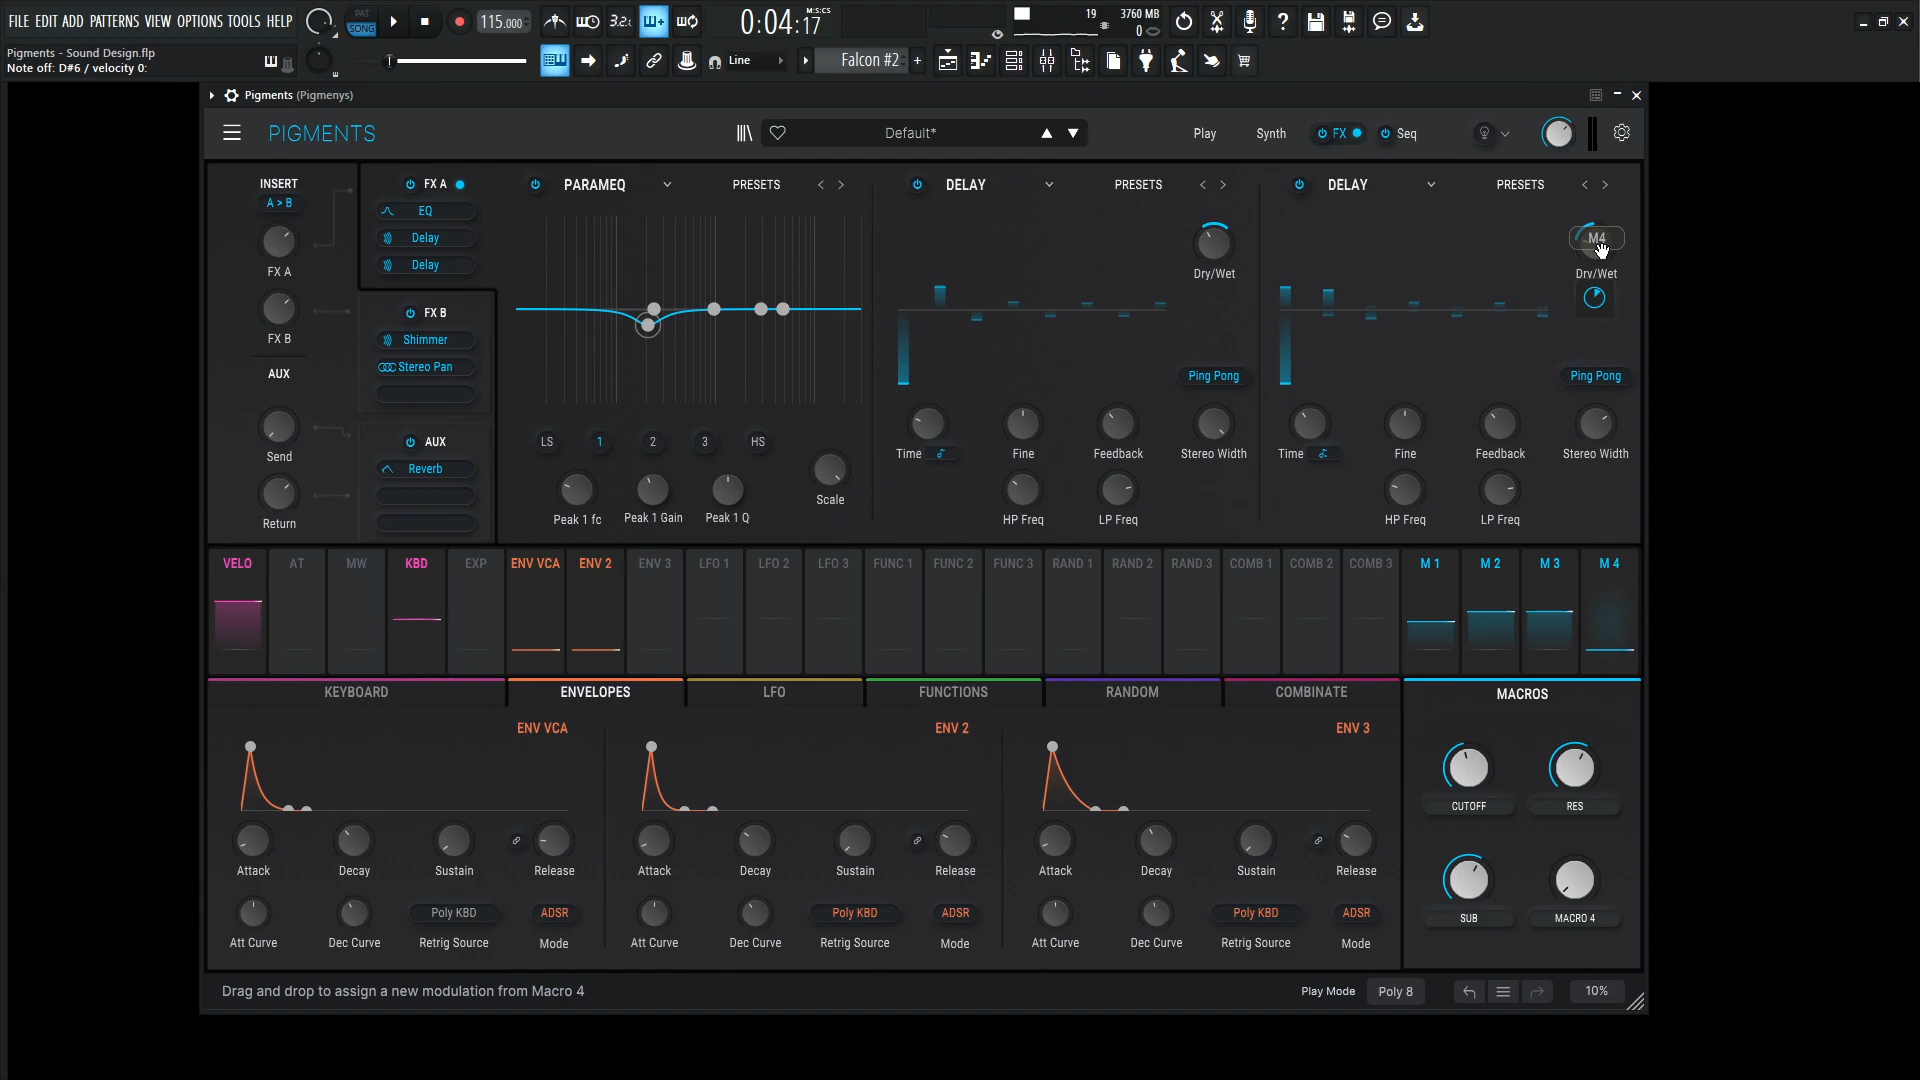 FILE EDIT ADD PATTERNS VIEW OPTIONS TOOLS HELP
PAT
SONG
115.000
3.2
0:04:17
M:S:CS
19
3760 MB
0
Pigments - Sound Design.flp
Note off: D#6 / velocity 0:
Line
Falcon #2
Pigments (Pigmenys)
PIGMENTS
Default*
Play
Synth
FX
Seq
INSERT
A > B
FX A
FX B
AUX
Send
Return
FX A
EQ
Delay
Delay
FX B
Shimmer
Stereo Pan
AUX
Reverb
PARAMEQ
PRESETS
LS
1
2
3
HS
Peak 1 fc
Peak 1 Gain
Peak 1 Q
Scale
DELAY
PRESETS
Dry/Wet
Ping Pong
Time
Fine
Feedback
Stereo Width
HP Freq
LP Freq
DELAY
PRESETS
M4
Dry/Wet
Ping Pong
Time
Fine
Feedback
Stereo Width
HP Freq
LP Freq
VELO
AT
MW
KBD
EXP
ENV VCA
ENV 2
ENV 3
LFO 1
LFO 2
LFO 3
FUNC 1
FUNC 2
FUNC 3
RAND 1
RAND 2
RAND 3
COMB 1
COMB 2
COMB 3
M 1
M 2
M 3
M 4
KEYBOARD
ENVELOPES
LFO
FUNCTIONS
RANDOM
COMBINATE
MACROS
ENV VCA
Attack
Decay
Sustain
Release
Att Curve
Dec Curve
Poly KBD
Retrig Source
ADSR
Mode
ENV 2
Attack
Decay
Sustain
Release
Att Curve
Dec Curve
Poly KBD
Retrig Source
ADSR
Mode
ENV 3
Attack
Decay
Sustain
Release
Att Curve
Dec Curve
Poly KBD
Retrig Source
ADSR
Mode
CUTOFF
RES
SUB
MACRO 4
Drag and drop to assign a new modulation from Macro 4
Play Mode
Poly 8
10%